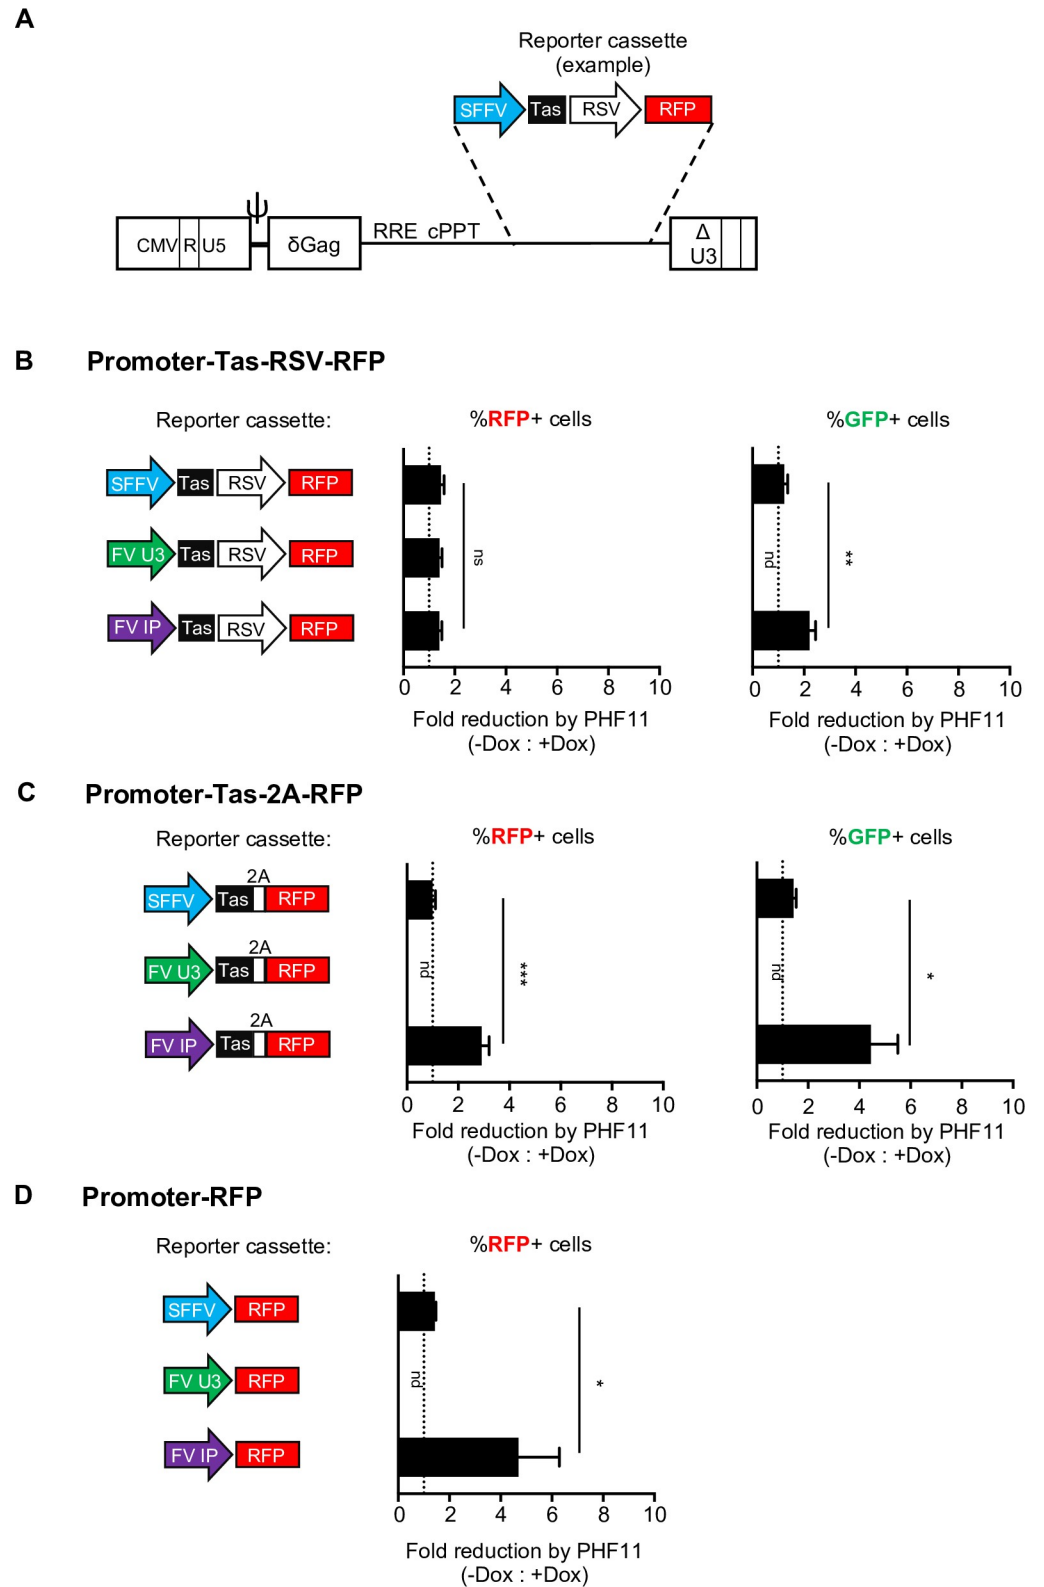 A
Reporter cassette
(example)
SFFV Tas RSV RFP
ψ
CMV R U5 δGag RRE cPPT Δ U3
B Promoter-Tas-RSV-RFP
Reporter cassette: %RFP+ cells %GFP+ cells
SFFV Tas RSV RFP
FV U3 Tas RSV RFP
FV IP Tas RSV RFP
ns
nd
**
0 2 4 6 8 10
Fold reduction by PHF11
(-Dox : +Dox)
0 2 4 6 8 10
Fold reduction by PHF11
(-Dox : +Dox)
C Promoter-Tas-2A-RFP
Reporter cassette: %RFP+ cells %GFP+ cells
2A
SFFV Tas RFP
2A
FV U3 Tas RFP
2A
FV IP Tas RFP
nd
***
nd
*
0 2 4 6 8 10
Fold reduction by PHF11
(-Dox : +Dox)
0 2 4 6 8 10
Fold reduction by PHF11
(-Dox : +Dox)
D Promoter-RFP
Reporter cassette: %RFP+ cells
SFFV RFP
FV U3 RFP
FV IP RFP
nd
*
0 2 4 6 8 10
Fold reduction by PHF11
(-Dox : +Dox)